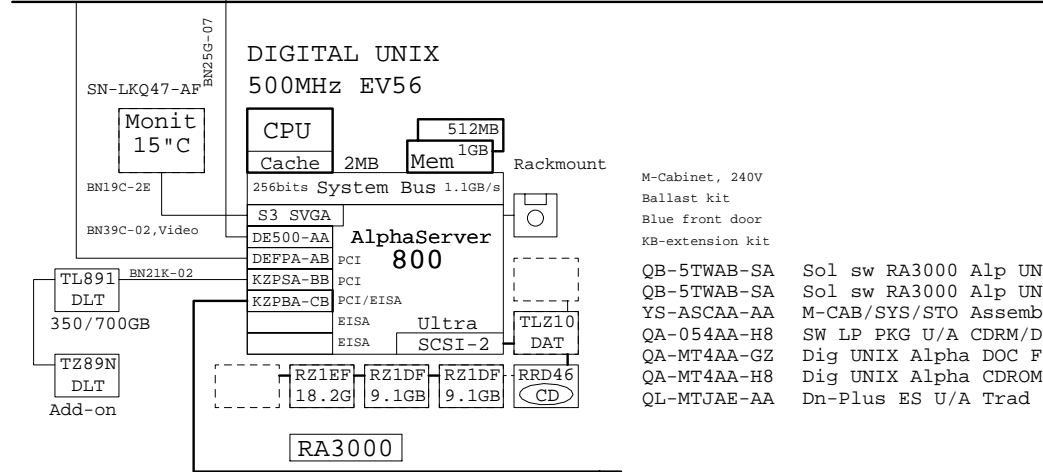 BN25G-07
DIGITAL UNIX
500MHz EV56
SN-LKQ47-AF
Monit
15"C
CPU
Cache
2MB
512MB
1GB
Mem
Rackmount
BN19C-2E
256bits System Bus 1.1GB/s
S3 SVGA
BN39C-02,Video
DE500-AA
AlphaServer
800
DEFPA-AB PCI
BN21K-02
KZPSA-BB PCI
KZPBA-CB PCI/EISA
EISA
EISA
Ultra
SCSI-2
TL891
DLT
350/700GB
TZ89N
DLT
Add-on
TLZ10
DAT
RZ1EF
18.2G
RZ1DF
9.1GB
RZ1DF
9.1GB
RRD46
CD
RA3000
M-Cabinet, 240V
Ballast kit
Blue front door
KB-extension kit
QB-5TWAB-SA Sol sw RA3000 Alp UN
QB-5TWAB-SA Sol sw RA3000 Alp UN
YS-ASCAA-AA M-CAB/SYS/STO Assemb
QA-054AA-H8 SW LP PKG U/A CDRM/D
QA-MT4AA-GZ Dig UNIX Alpha DOC F
QA-MT4AA-H8 Dig UNIX Alpha CDROM
QL-MTJAE-AA Dn-Plus ES U/A Trad